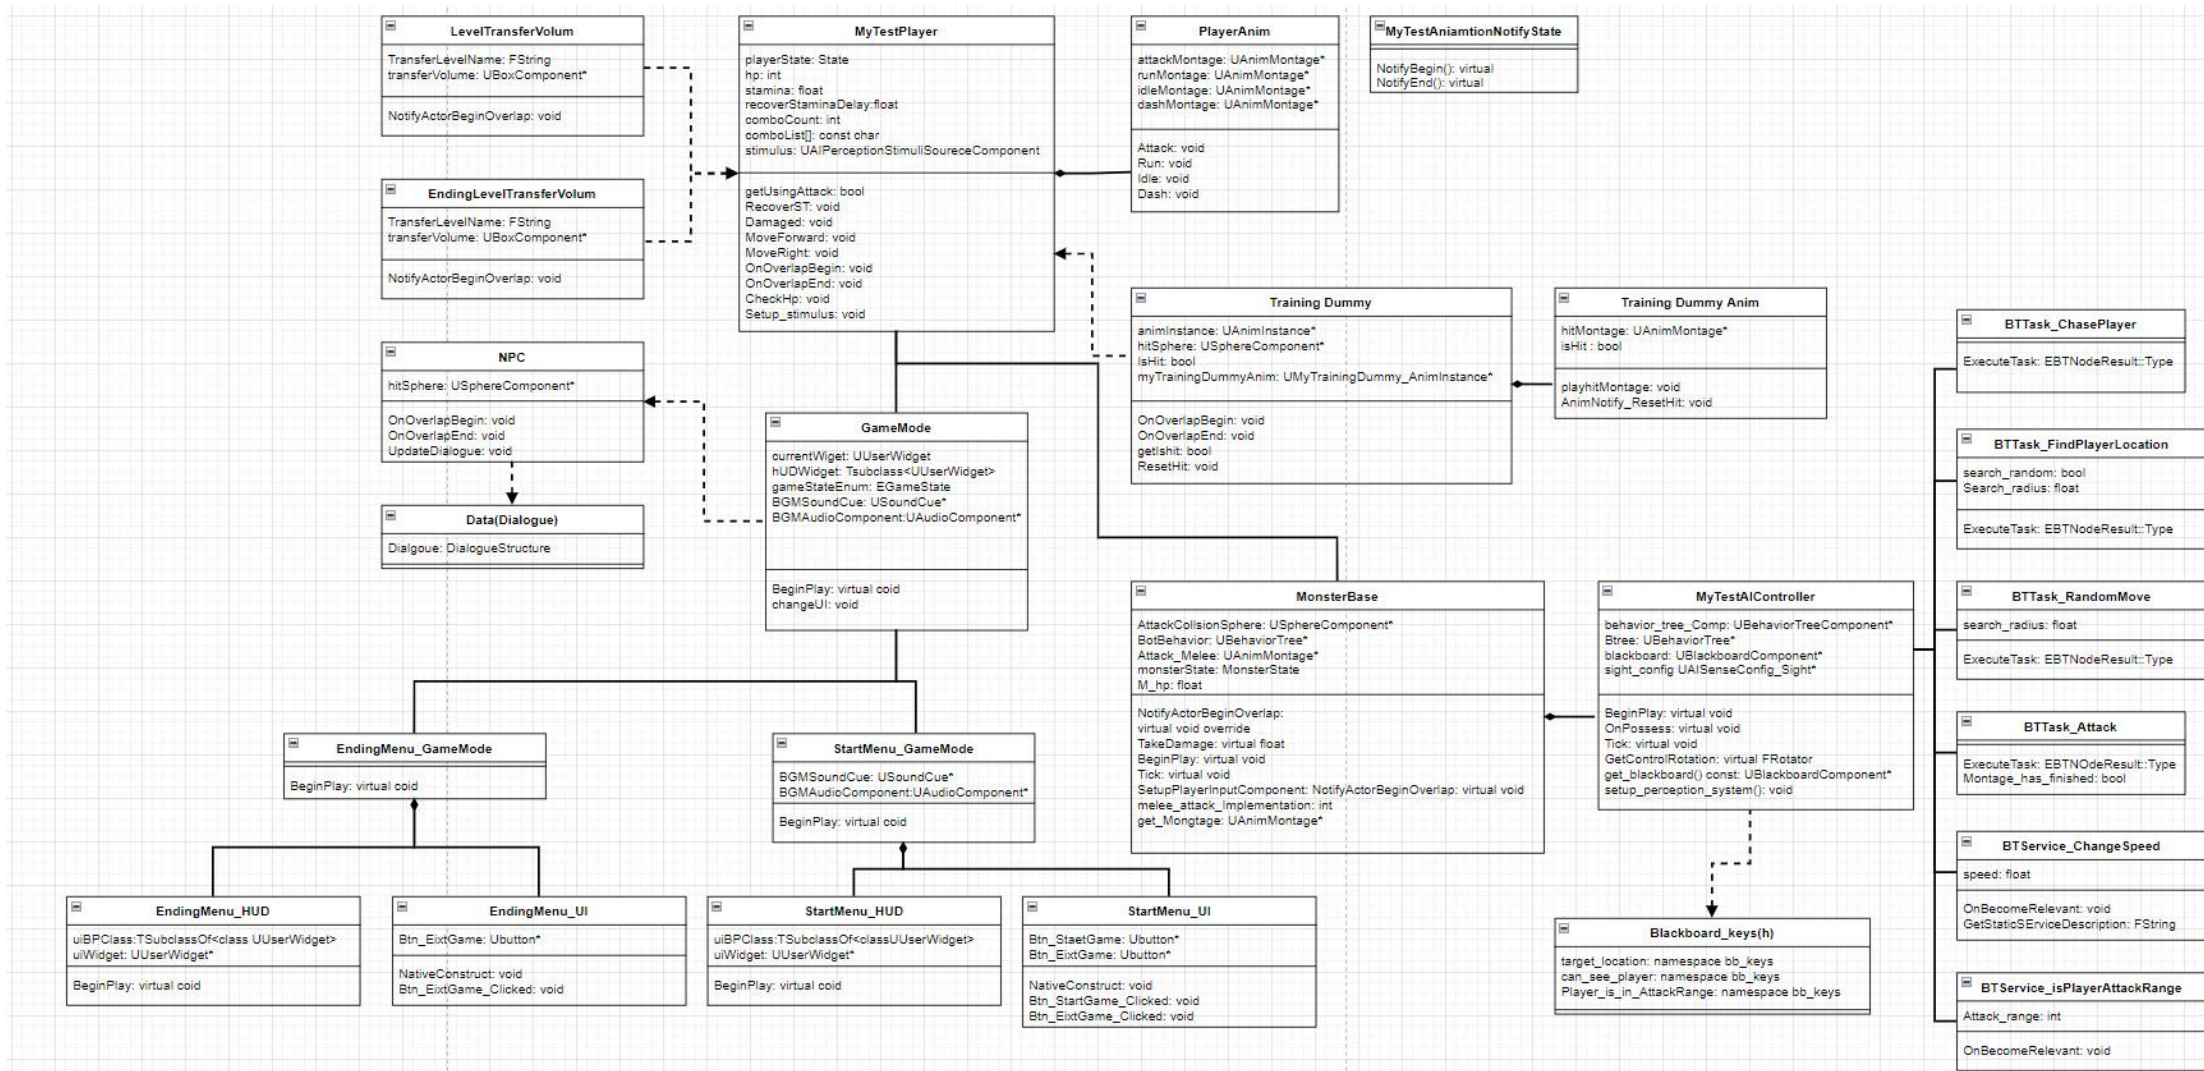 LevelTransferVolum
TransferLevelName: FString
transferVolume: UBoxComponent*
NotifyActorBeginOverlap: void
EndingLevelTransferVolum
TransferLevelName: FString
transferVolume: UBoxComponent*
NotifyActorBeginOverlap: void
NPC
hitSphere: USphereComponent*
OnOverlapBegin: void
OnOverlapEnd: void
UpdateDialogue: void
Data(Dialogue)
Dialgoue: DialogueStructure
MyTestPlayer
playerState: State
hp: int
stamina: float
recoverStaminaDelay:float
comboCount: int
comboList[]: const char
stimulus: UAIPerceptionStimuliSoureceComponent
getUsingAttack: bool
RecoverST: void
Damaged: void
MoveForward: void
MoveRight: void
OnOverlapBegin: void
OnOverlapEnd: void
CheckHp: void
Setup_stimulus: void
PlayerAnim
attackMontage: UAnimMontage*
runMontage: UAnimMontage*
idleMontage: UAnimMontage*
dashMontage: UAnimMontage*
Attack: void
Run: void
Idle: void
Dash: void
MyTestAniamtionNotifyState
NotifyBegin(): virtual
NotifyEnd(): virtual
Training Dummy
animInstance: UAnimInstance*
hitSphere: USphereComponent*
IsHit: bool
myTrainingDummyAnim: UMyTrainingDummy_AnimInstance*
OnOverlapBegin: void
OnOverlapEnd: void
getIshit: bool
ResetHit: void
Training Dummy Anim
hitMontage: UAnimMontage*
isHit : bool
playhitMontage: void
AnimNotify_ResetHit: void
GameMode
currentWiget: UUserWidget
hUDWidget: Tsubclass<UUserWidget>
gameStateEnum: EGameState
BGMSoundCue: USoundCue*
BGMAudioComponent:UAudioComponent*
BeginPlay: virtual coid
changeUI: void
EndingMenu_GameMode
BeginPlay: virtual coid
StartMenu_GameMode
BGMSoundCue: USoundCue*
BGMAudioComponent:UAudioComponent*
BeginPlay: virtual coid
EndingMenu_HUD
uiBPClass:TSubclassOf<class UUserWidget>
uiWidget: UUserWidget*
BeginPlay: virtual coid
EndingMenu_UI
Btn_EixtGame: Ubutton*
NativeConstruct: void
Btn_EixtGame_Clicked: void
StartMenu_HUD
uiBPClass:TSubclassOf<classUUserWidget>
uiWidget: UUserWidget*
BeginPlay: virtual coid
StartMenu_UI
Btn_StaetGame: Ubutton*
Btn_EixtGame: Ubutton*
NativeConstruct: void
Btn_StartGame_Clicked: void
Btn_EixtGame_Clicked: void
MonsterBase
AttackCollsionSphere: USphereComponent*
BotBehavior: UBehaviorTree*
Attack_Melee: UAnimMontage*
monsterState: MonsterState
M_hp: float
NotifyActorBeginOverlap:
virtual void override
TakeDamage: virtual float
BeginPlay: virtual void
Tick: virtual void
SetupPlayerInputComponent: NotifyActorBeginOverlap: virtual void
melee_attack_Implementation: int
get_Mongtage: UAnimMontage*
MyTestAIController
behavior_tree_Comp: UBehaviorTreeComponent*
Btree: UBehaviorTree*
blackboard: UBlackboardComponent*
sight_config UAISenseConfig_Sight*
BeginPlay: virtual void
OnPossess: virtual void
Tick: virtual void
GetControlRotation: virtual FRotator
get_blackboard() const: UBlackboardComponent*
setup_perception_system(): void
Blackboard_keys(h)
target_location: namespace bb_keys
can_see_player: namespace bb_keys
Player_is_in_AttackRange: namespace bb_keys
BTTask_ChasePlayer
ExecuteTask: EBTNodeResult::Type
BTTask_FindPlayerLocation
search_random: bool
Search_radius: float
ExecuteTask: EBTNodeResult::Type
BTTask_RandomMove
search_radius: float
ExecuteTask: EBTNodeResult::Type
BTTask_Attack
ExecuteTask: EBTNOdeResult::Type
Montage_has_finished: bool
BTService_ChangeSpeed
speed: float
OnBecomeRelevant: void
GetStaticSErviceDescription: FString
BTService_isPlayerAttackRange
Attack_range: int
OnBecomeRelevant: void